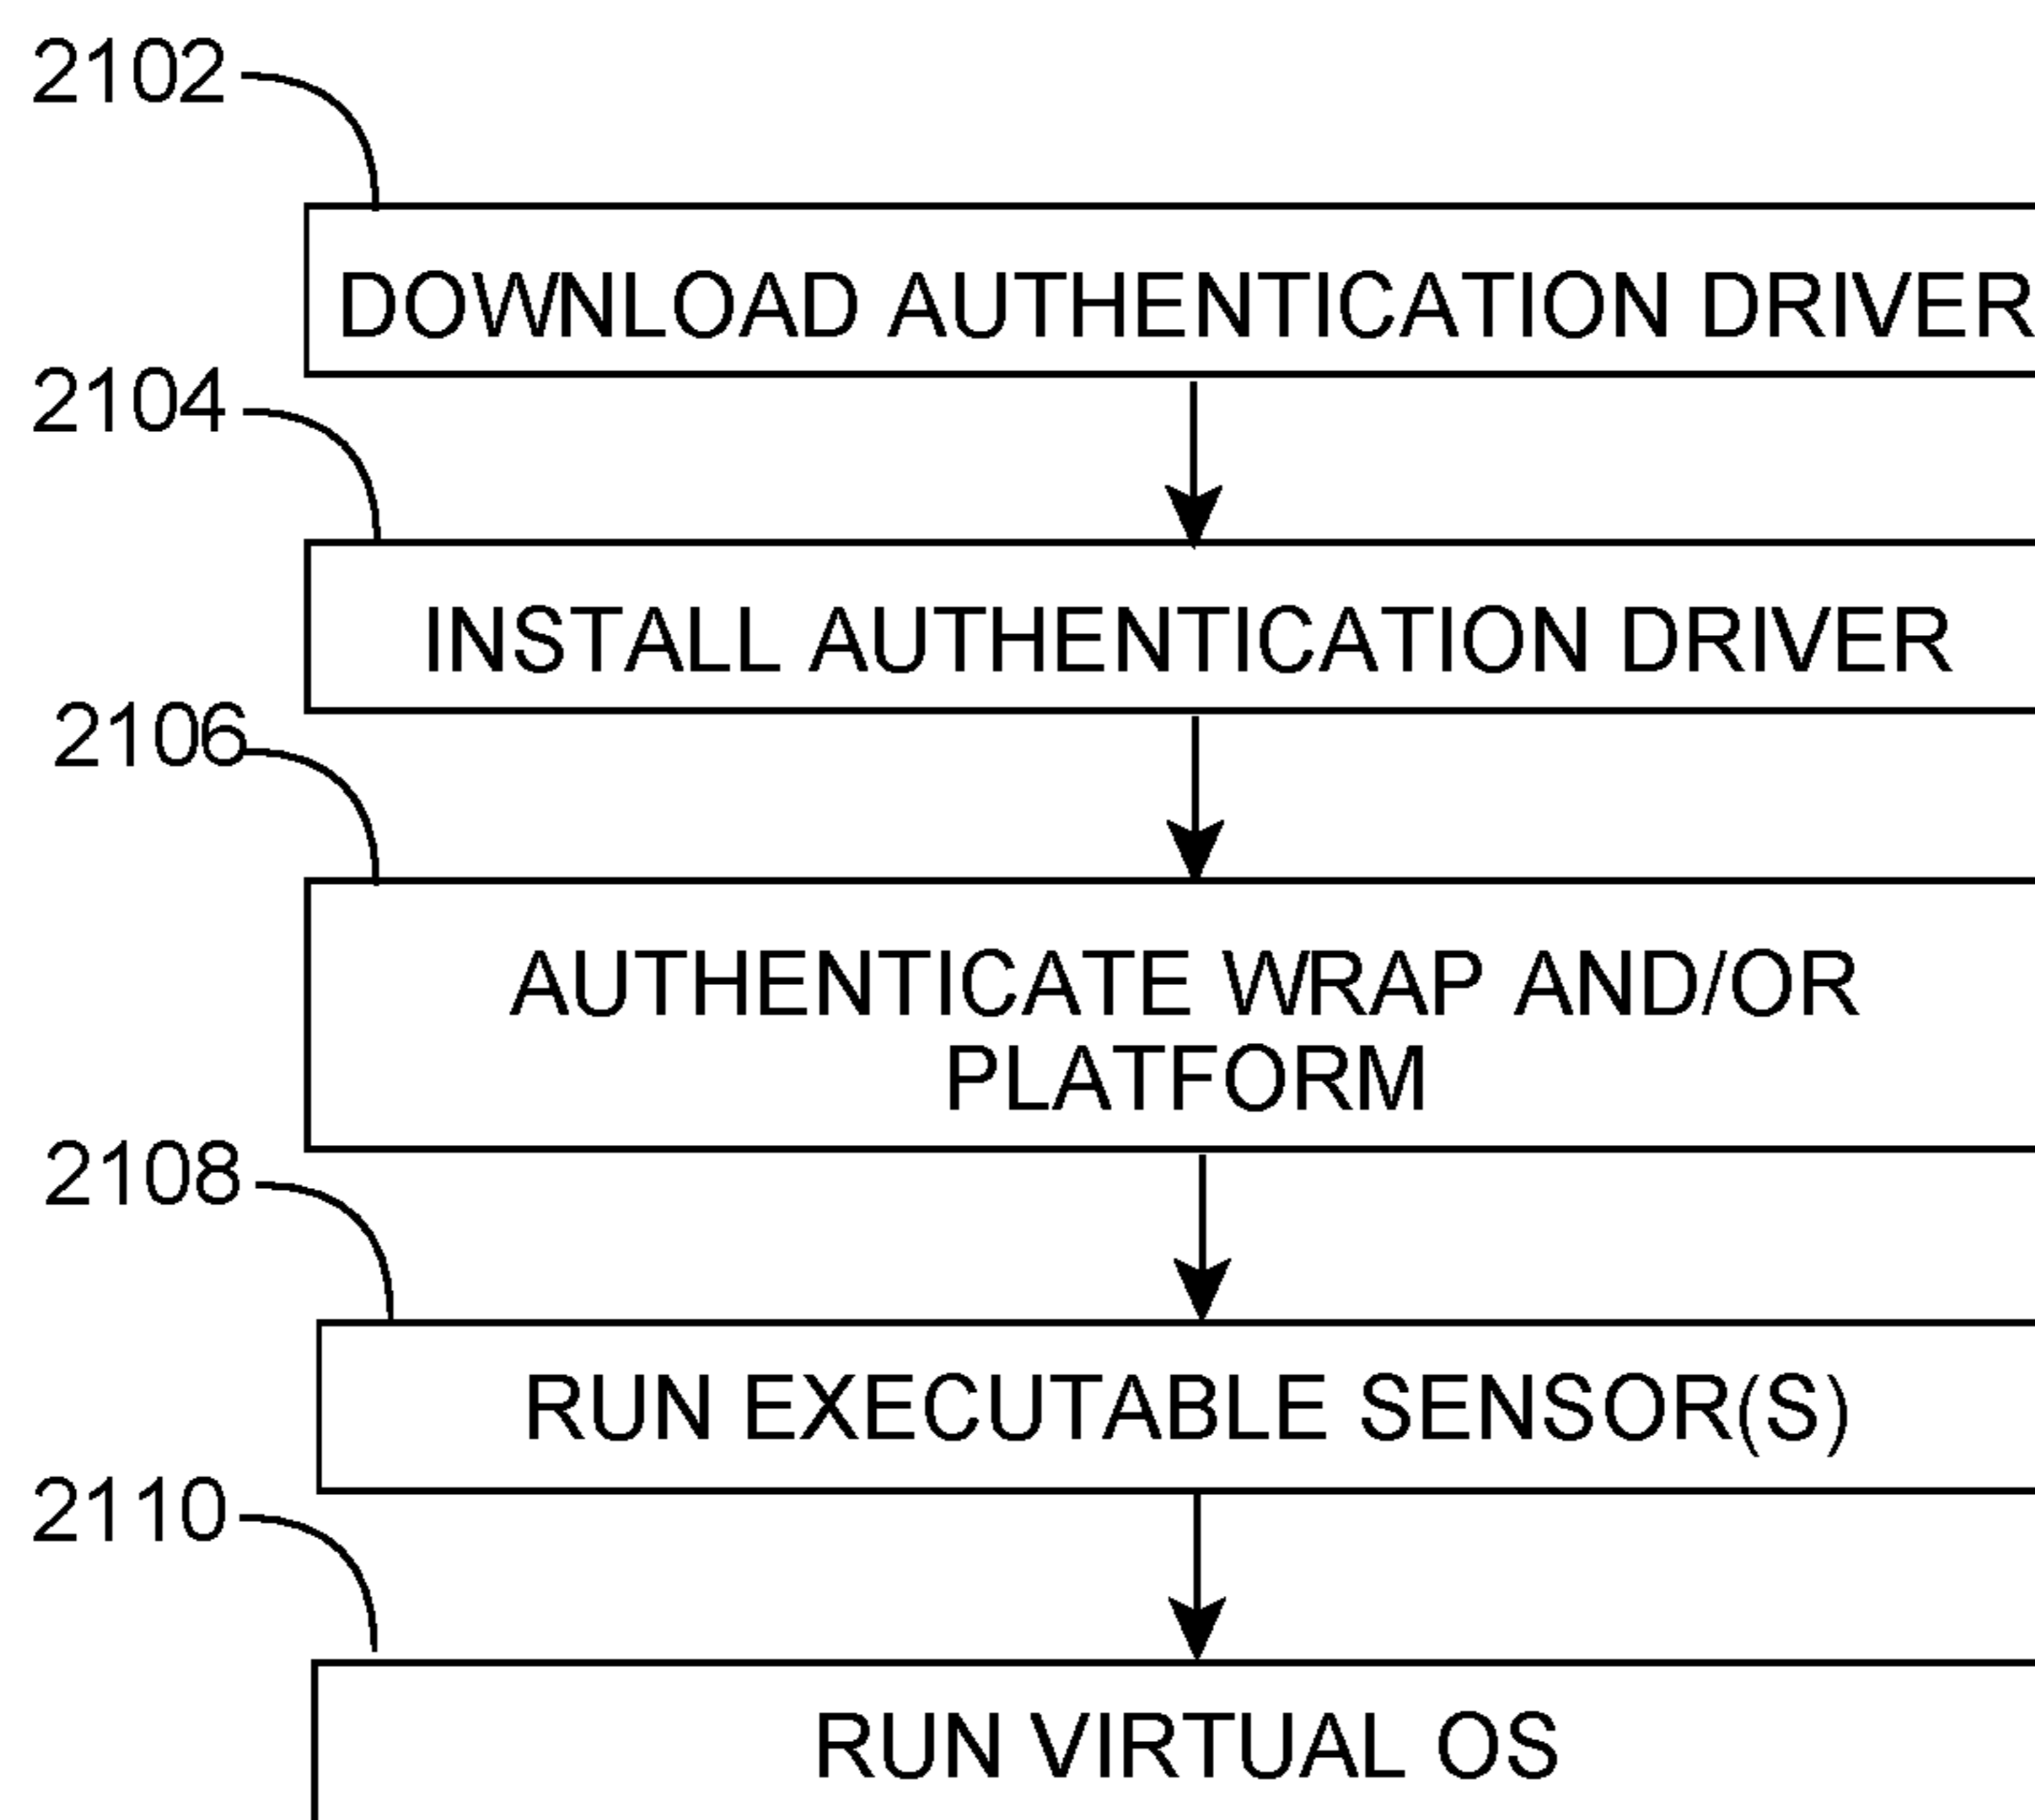 2102
DOWNLOAD AUTHENTICATION DRIVER
2104
INSTALL AUTHENTICATION DRIVER
2106
AUTHENTICATE WRAP AND/OR
PLATFORM
2108
RUN EXECUTABLE SENSOR(S)
2110
RUN VIRTUAL OS